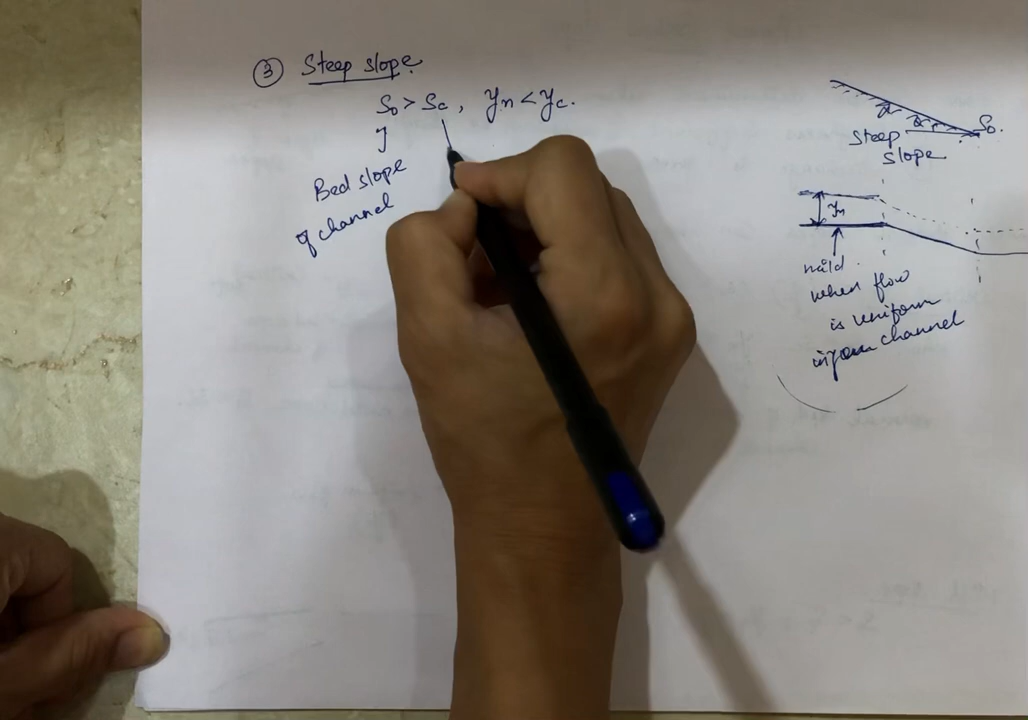 ③ Steep slope.
S₀ > Sc, yn < yc.
Bed slope
of channel
S₀.
steep
slope
yn
mild.
when flow
is uniform
channel